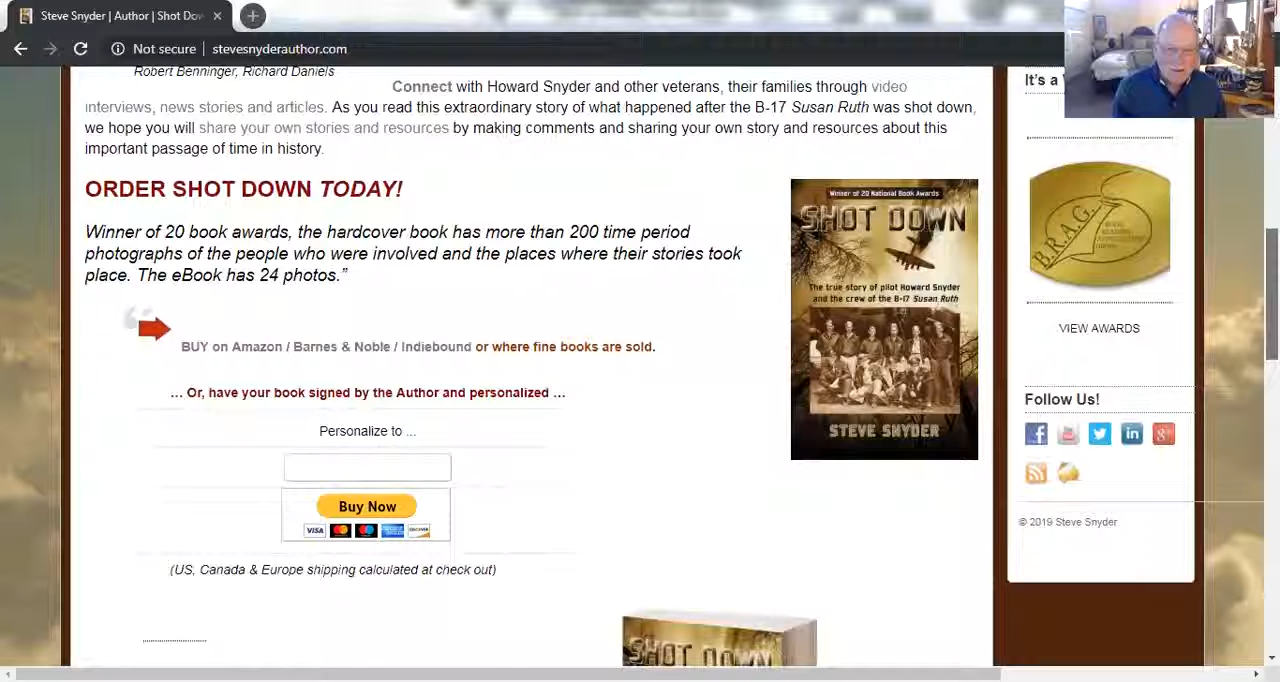 Steve Snyder | Author | Shot Dov
Not secure | stevesnyderauthor.com
Robert Benninger, Richard Daniels
Connect with Howard Snyder and other veterans, their families through video
interviews, news stories and articles. As you read this extraordinary story of what happened after the B-17 Susan Ruth was shot down,
we hope you will share your own stories and resources by making comments and sharing your own story and resources about this
important passage of time in history.
ORDER SHOT DOWN TODAY!
Winner of 20 book awards, the hardcover book has more than 200 time period
photographs of the people who were involved and the places where their stories took
place. The eBook has 24 photos.”
BUY on Amazon / Barnes & Noble / Indiebound or where fine books are sold.
… Or, have your book signed by the Author and personalized …
Personalize to ...
Buy Now
VISA
DISCOVER
(US, Canada & Europe shipping calculated at check out)
Winner of 20 National Book Awards
SHOT DOWN
The true story of pilot Howard Snyder
and the crew of the B-17 Susan Ruth
STEVE SNYDER
SHOT DOWN
It's a
B.R.A.G.
VIEW AWARDS
Follow Us!
© 2019 Steve Snyder